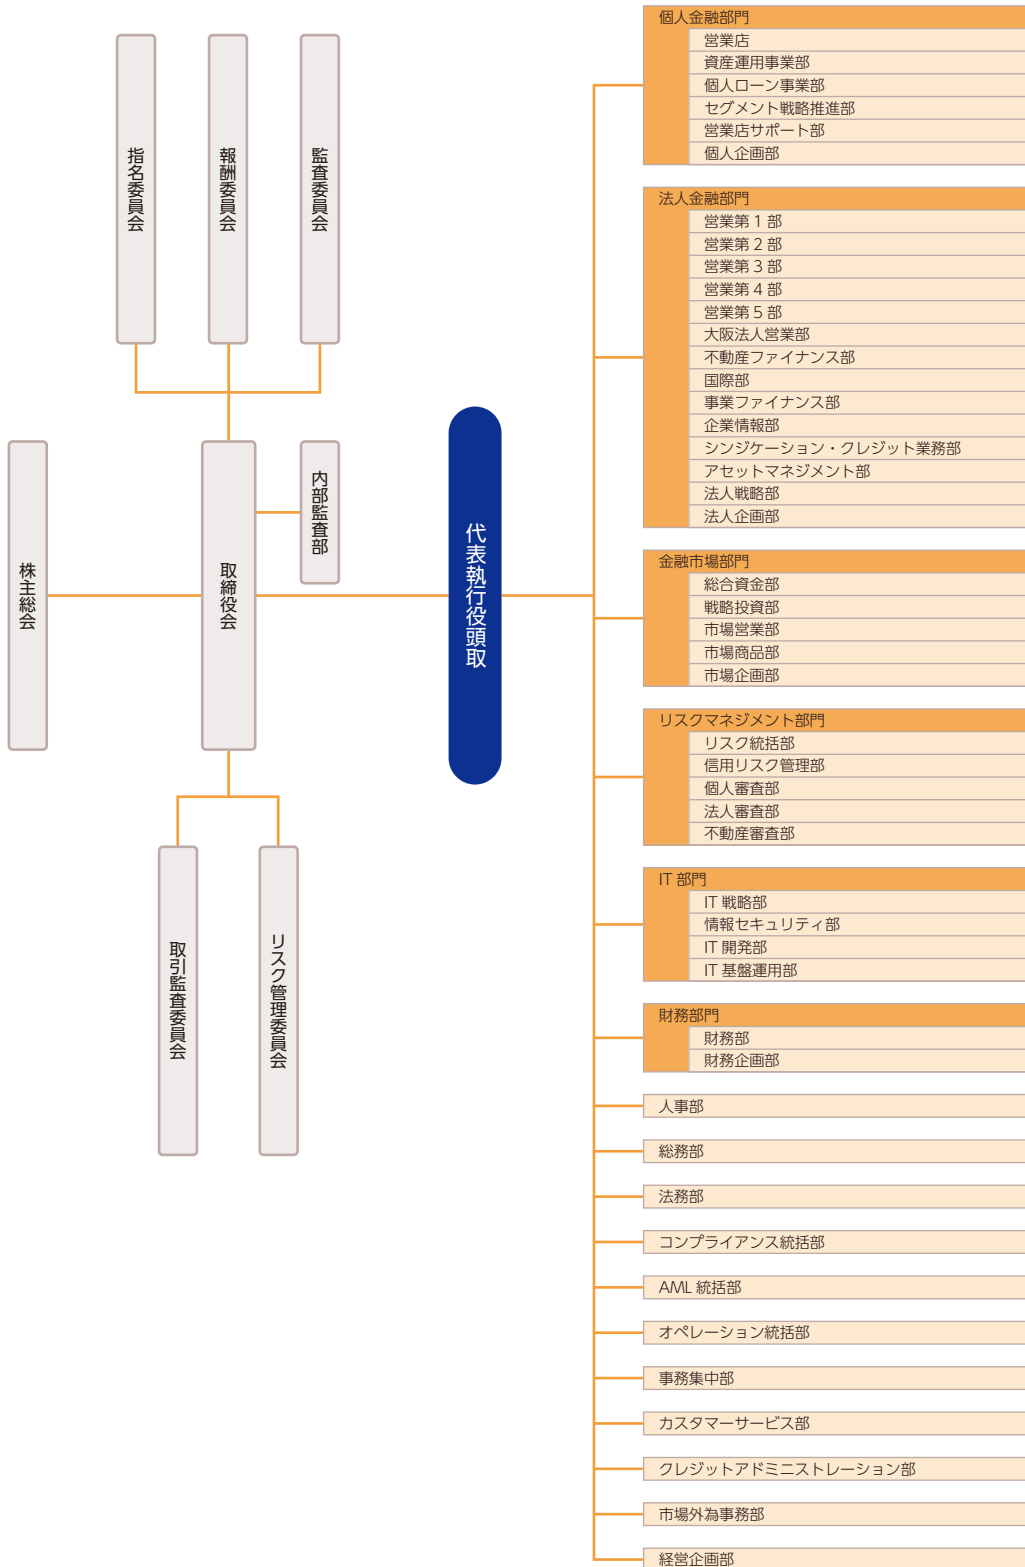 指名委員会
報酬委員会
監査委員会
株主総会
取締役会
内部監査部
代表執行役頭取
取引監査委員会
リスク管理委員会
個人金融部門
営業店
資産運用事業部
個人ローン事業部
セグメント戦略推進部
営業店サポート部
個人企画部
法人金融部門
営業第 1 部
営業第 2 部
営業第 3 部
営業第 4 部
営業第 5 部
大阪法人営業部
不動産ファイナンス部
国際部
事業ファイナンス部
企業情報部
シンジケーション・クレジット業務部
アセットマネジメント部
法人戦略部
法人企画部
金融市場部門
総合資金部
戦略投資部
市場営業部
市場商品部
市場企画部
リスクマネジメント部門
リスク統括部
信用リスク管理部
個人審査部
法人審査部
不動産審査部
IT 部門
IT 戦略部
情報セキュリティ部
IT 開発部
IT 基盤運用部
財務部門
財務部
財務企画部
人事部
総務部
法務部
コンプライアンス統括部
AML 統括部
オペレーション統括部
事務集中部
カスタマーサービス部
クレジットアドミニストレーション部
市場外為事務部
経営企画部